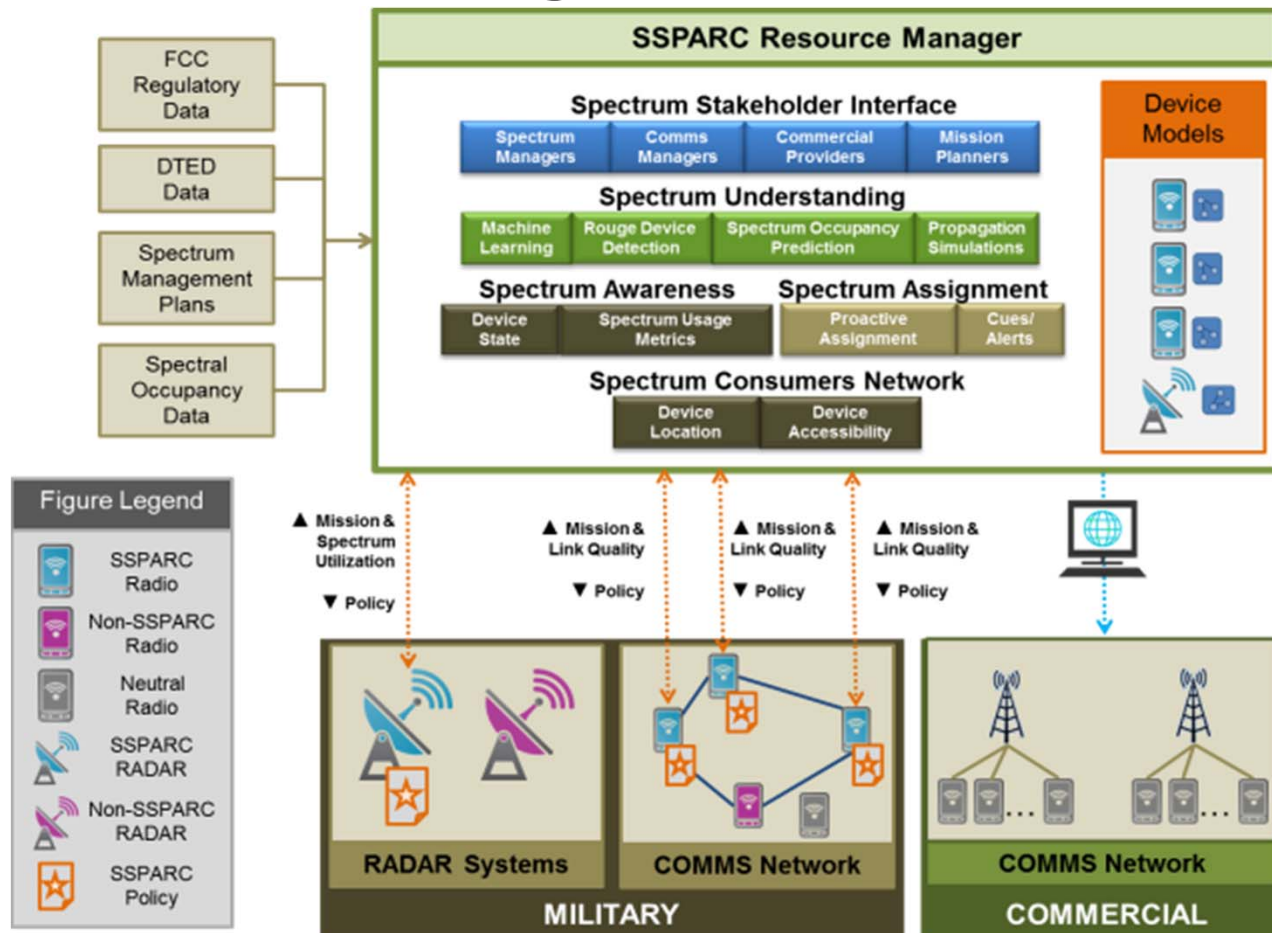 SSPARC Resource Manager
FCC
Regulatory
Data
DTED
Data
Spectrum
Management
Plans
Spectral
Occupancy
Data
Spectrum Stakeholder Interface
Spectrum
Managers
Comms
Managers
Commercial
Providers
Mission
Planners
Spectrum Understanding
Machine
Learning
Rouge Device
Detection
Spectrum Occupancy
Prediction
Propagation
Simulations
Spectrum Awareness
Device
State
Spectrum Usage
Metrics
Spectrum Assignment
Proactive
Assignment
Cues/
Alerts
Spectrum Consumers Network
Device
Location
Device
Accessibility
Device
Models
Figure Legend
SSPARC
Radio
Non-SSPARC
Radio
Neutral
Radio
SSPARC
RADAR
Non-SSPARC
RADAR
SSPARC
Policy
▲ Mission &
Spectrum
Utilization
▼ Policy
▲ Mission &
Link Quality
▼ Policy
▲ Mission &
Link Quality
▼ Policy
▲ Mission &
Link Quality
▼ Policy
RADAR Systems
COMMS Network
MILITARY
...
...
COMMS Network
COMMERCIAL